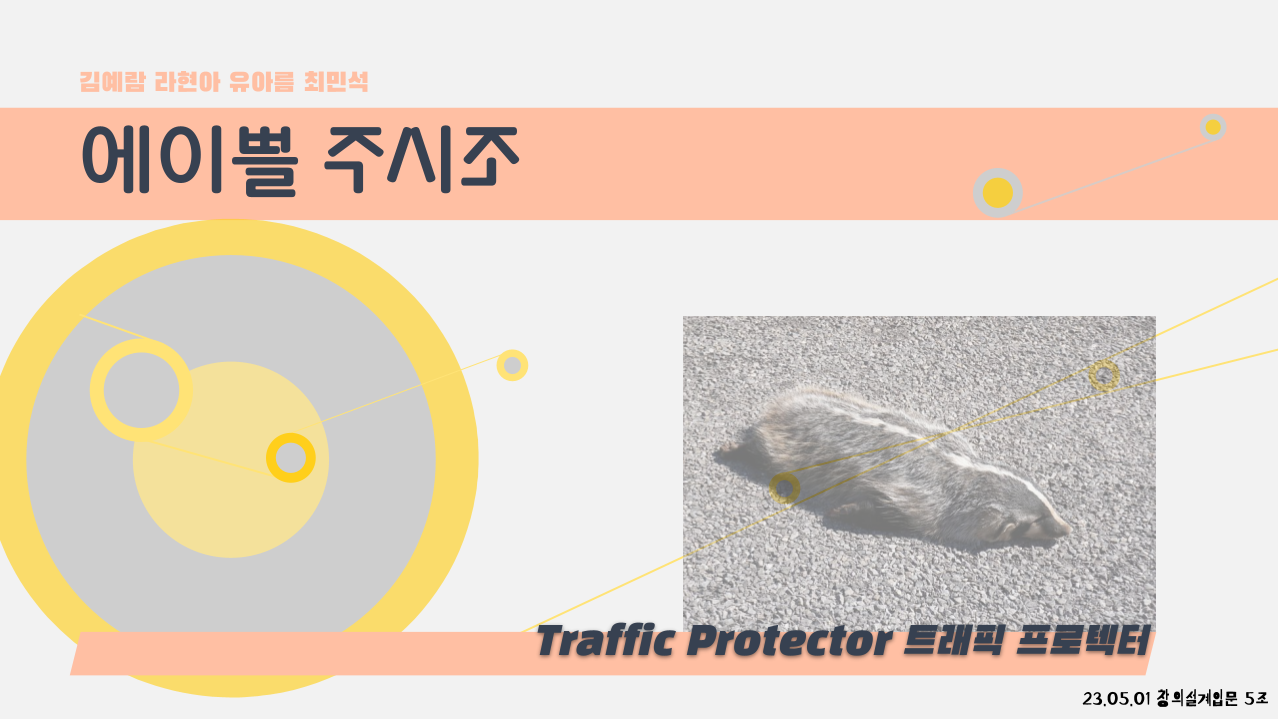 김예람 라현아 유아름 최민석
에이쁠 주시조
Traffic Protector 트래픽 프로텍터
23.05.01 창의설계입문 5조